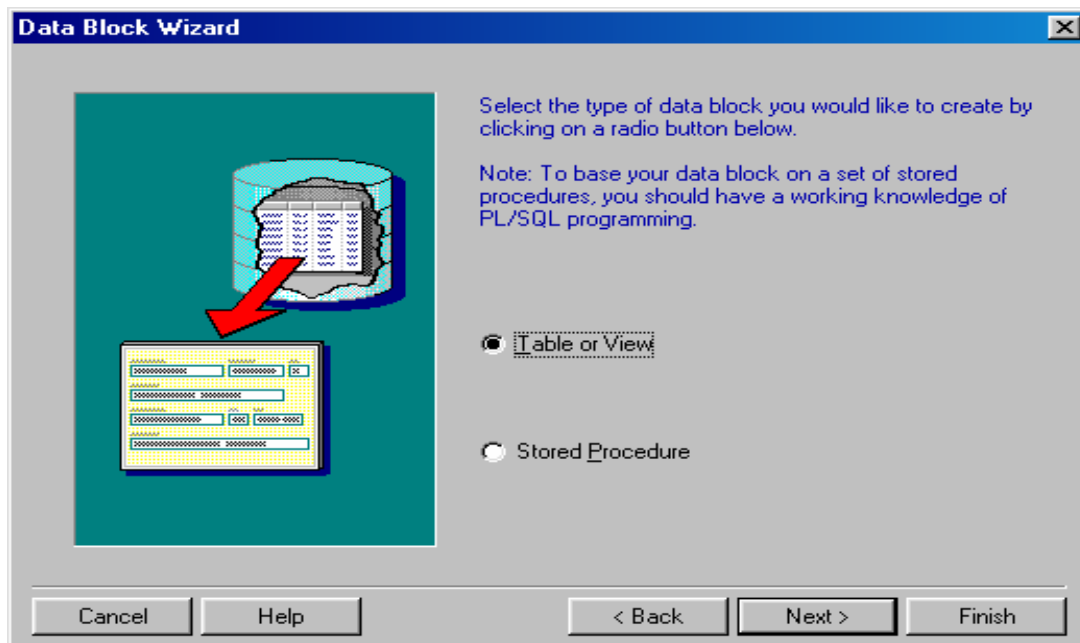 Data Block Wizard
Select the type of data block you would like to create by
clicking on a radio button below.
Note: To base your data block on a set of stored
procedures, you should have a working knowledge of
PL/SQL programming.
Table or View
Stored Procedure
Cancel
Help
< Back
Next >
Finish